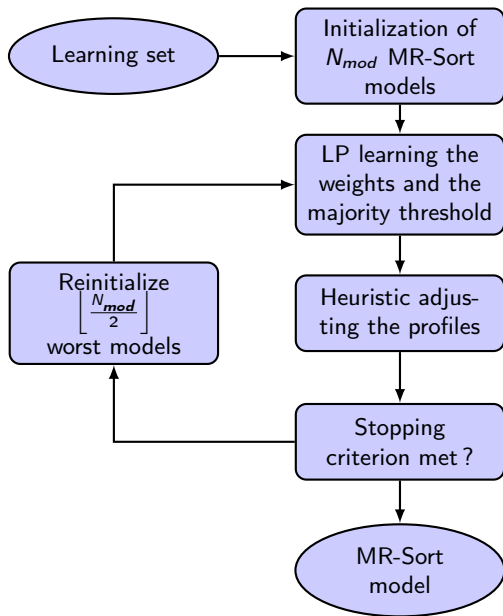 Learning set
Initialization of
N_mod MR-Sort
models
LP learning the
weights and the
majority threshold
Reinitialize
⌊N_mod/2⌋
worst models
Heuristic adjus-
ting the profiles
Stopping
criterion met ?
MR-Sort
model